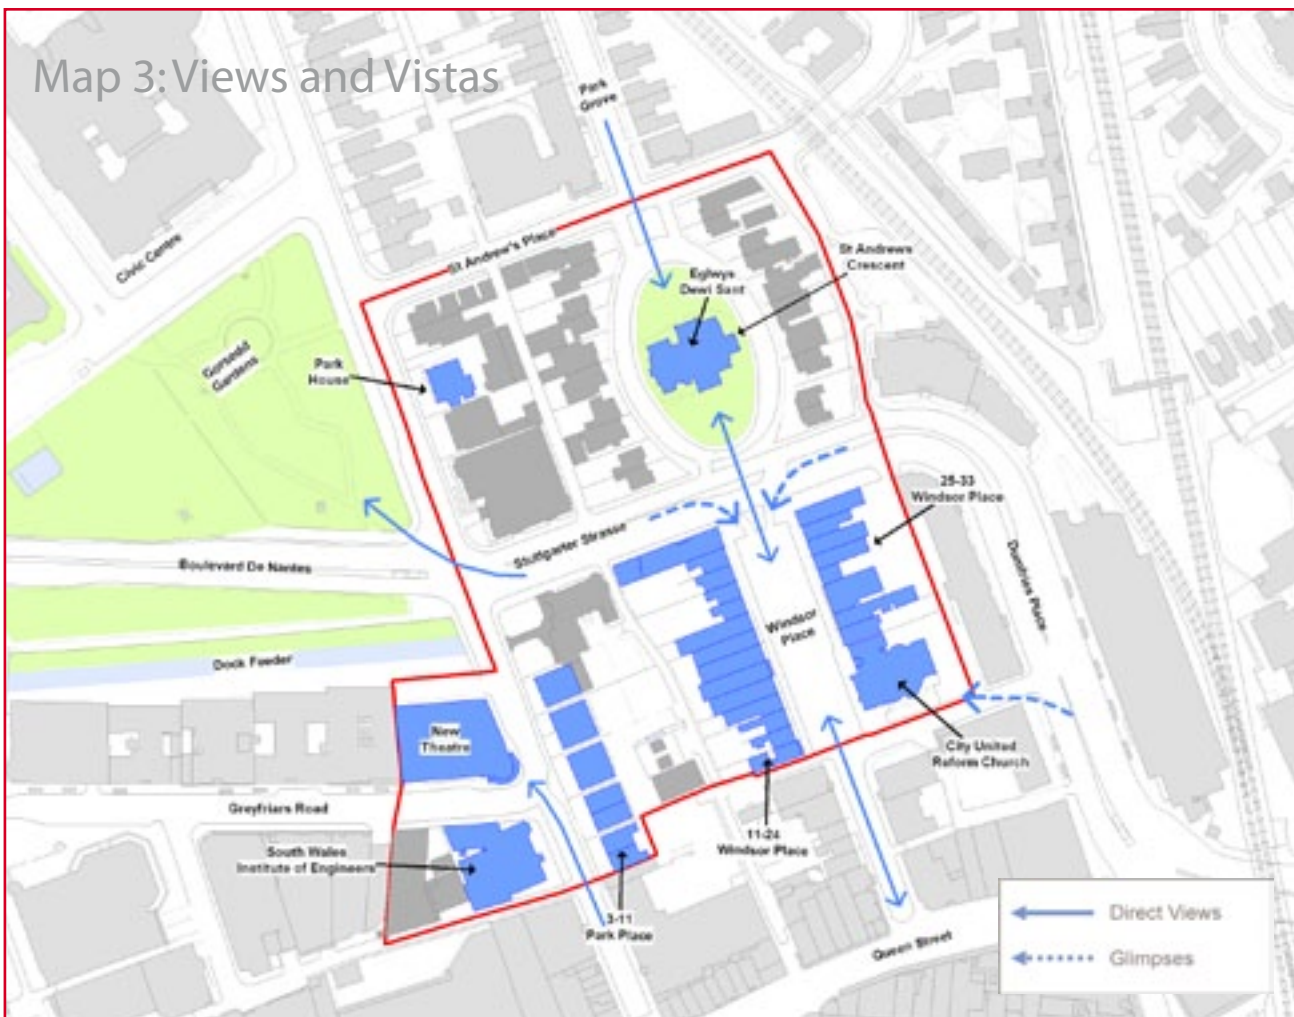 Map 3: Views and Vistas
Park
Grove
Civic Centre
St Andrew's Place
St Andrews
Crescent
Eglwys
Dewi Sant
Gorsedd
Gardens
Park
House
25-33
Windsor Place
Stuttgarter Strasse
Boulevard De Nantes
Dumfries Place
Windsor
Place
Dock Feeder
New
Theatre
City United
Reform Church
Greyfriars Road
11-24
Windsor Place
South Wales
Institute of Engineers
3-11
Park Place
Queen Street
Direct Views
Glimpses